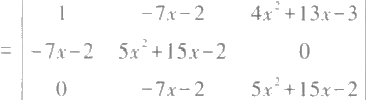 1 -7x-2 4x²+13x-3
= -7x-2 5x²+15x-2 0
0 -7x-2 5x²+15x-2